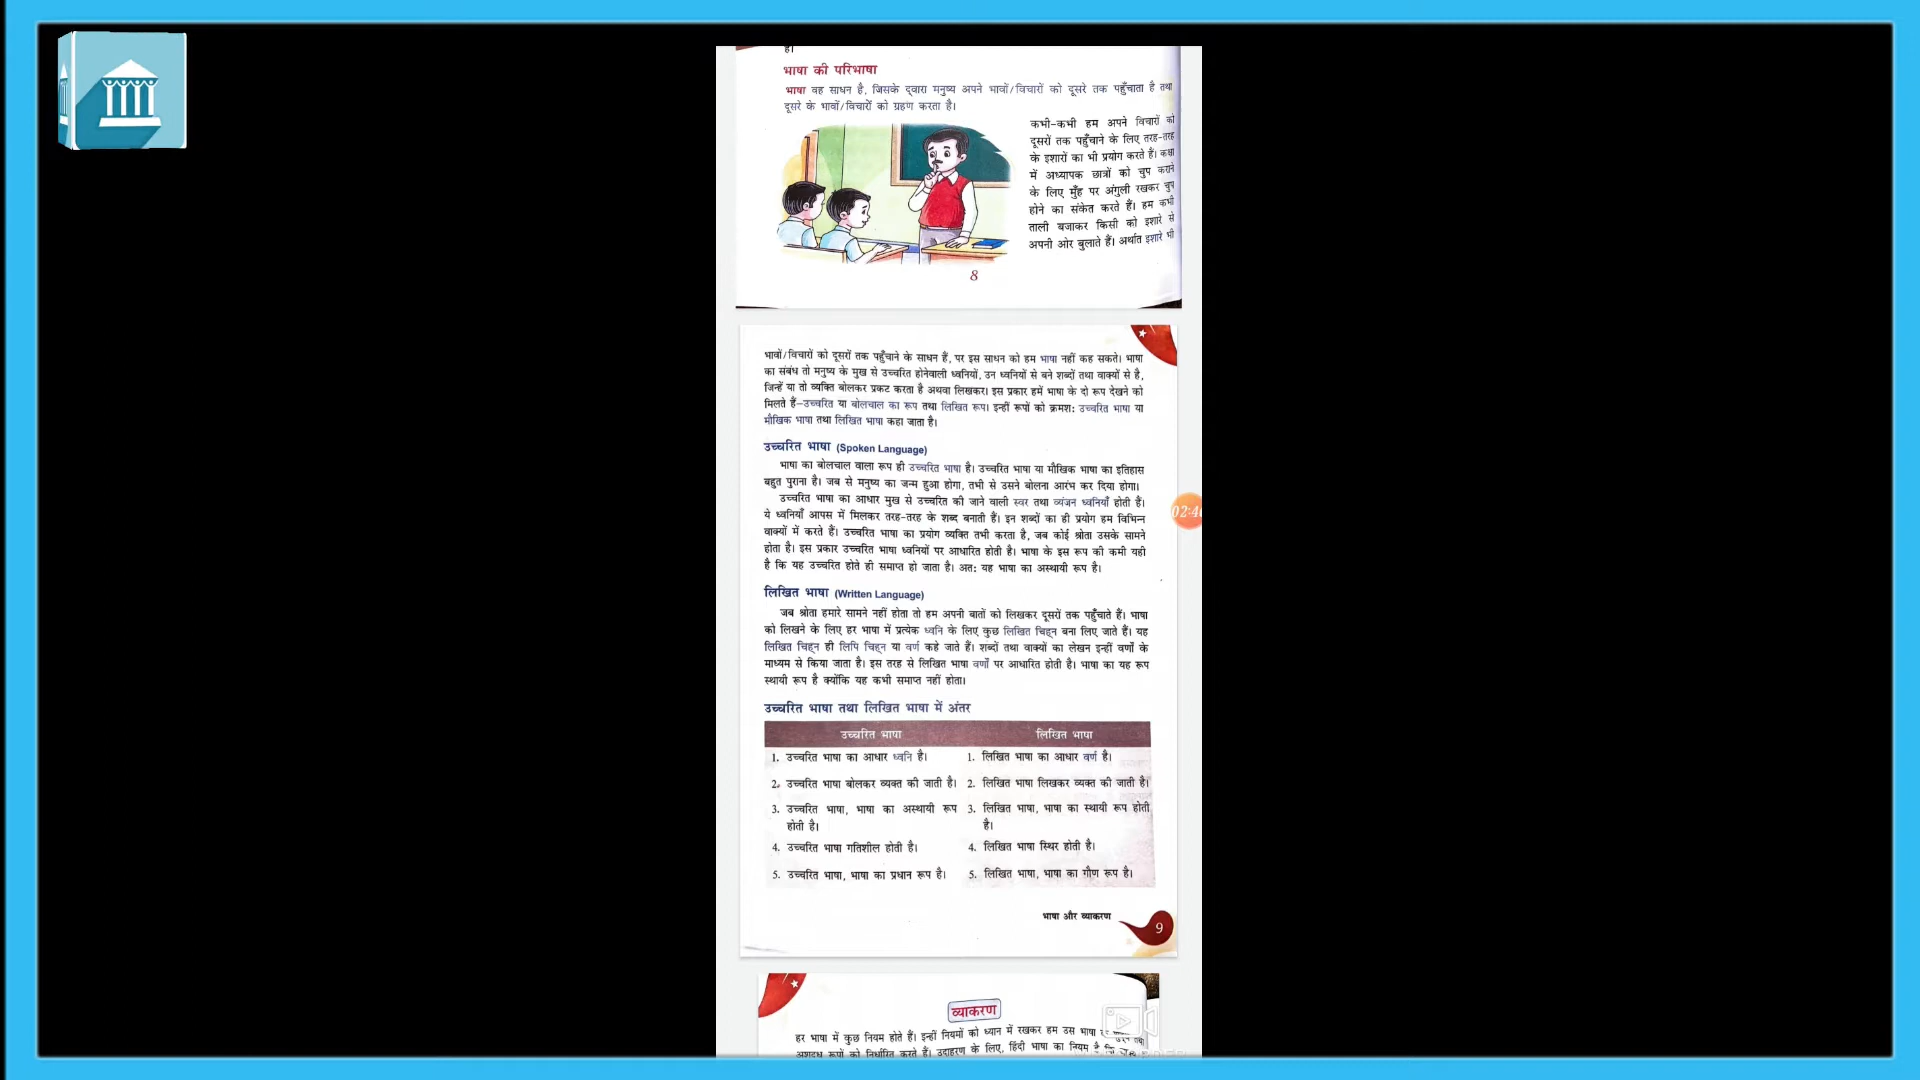 है।
भाषा की परिभाषा
भाषा वह साधन है, जिसके द्वारा मनुष्य अपने भावों/विचारों को दूसरे तक पहुँचाता है तथा
दूसरे के भावों/विचारों को ग्रहण करता है।
कभी-कभी हम अपने विचारों को
दूसरों तक पहुँचाने के लिए तरह-तरह
के इशारों का भी प्रयोग करते हैं। कक्षा
में अध्यापक छात्रों को चुप कराने
के लिए मुँह पर अंगुली रखकर चुप
होने का संकेत करते हैं। हम कभी
ताली बजाकर किसी को इशारे से
अपनी ओर बुलाते हैं। अर्थात इशारे भी
8
भावों/विचारों को दूसरों तक पहुँचाने के साधन हैं, पर इस साधन को हम भाषा नहीं कह सकते। भाषा
का संबंध तो मनुष्य के मुख से उच्चरित होनेवाली ध्वनियों, उन ध्वनियों से बने शब्दों तथा वाक्यों से है,
जिन्हें या तो व्यक्ति बोलकर प्रकट करता है अथवा लिखकर। इस प्रकार हमें भाषा के दो रूप देखने को
मिलते हैं-उच्चरित या बोलचाल का रूप तथा लिखित रूप। इन्हीं रूपों को क्रमश: उच्चरित भाषा या
मौखिक भाषा तथा लिखित भाषा कहा जाता है।
उच्चरित भाषा (Spoken Language)
भाषा का बोलचाल वाला रूप ही उच्चरित भाषा है। उच्चरित भाषा या मौखिक भाषा का इतिहास
बहुत पुराना है। जब से मनुष्य का जन्म हुआ होगा, तभी से उसने बोलना आरंभ कर दिया होगा।
उच्चरित भाषा का आधार मुख से उच्चरित की जाने वाली स्वर तथा व्यंजन ध्वनियाँ होती हैं।
ये ध्वनियाँ आपस में मिलकर तरह-तरह के शब्द बनाती हैं। इन शब्दों का ही प्रयोग हम विभिन्न
वाक्यों में करते हैं। उच्चरित भाषा का प्रयोग व्यक्ति तभी करता है, जब कोई श्रोता उसके सामने
होता है। इस प्रकार उच्चरित भाषा ध्वनियों पर आधारित होती है। भाषा के इस रूप की कमी यही
है कि यह उच्चरित होते ही समाप्त हो जाता है। अत: यह भाषा का अस्थायी रूप है।
लिखित भाषा (Written Language)
जब श्रोता हमारे सामने नहीं होता तो हम अपनी बातों को लिखकर दूसरों तक पहुँचाते हैं। भाषा
को लिखने के लिए हर भाषा में प्रत्येक ध्वनि के लिए कुछ लिखित चिह्न बना लिए जाते हैं। यह
लिखित चिह्न ही लिपि चिह्न या वर्ण कहे जाते हैं। शब्दों तथा वाक्यों का लेखन इन्हीं वर्णों के
माध्यम से किया जाता है। इस तरह से लिखित भाषा वर्णों पर आधारित होती है। भाषा का यह रूप
स्थायी रूप है क्योंकि यह कभी समाप्त नहीं होता।
उच्चरित भाषा तथा लिखित भाषा में अंतर
उच्चरित भाषा लिखित भाषा
1. उच्चरित भाषा का आधार ध्वनि है। 1. लिखित भाषा का आधार वर्ण है।
2. उच्चरित भाषा बोलकर व्यक्त की जाती है। 2. लिखित भाषा लिखकर व्यक्त की जाती है।
3. उच्चरित भाषा, भाषा का अस्थायी रूप 3. लिखित भाषा, भाषा का स्थायी रूप होती
होती है। है।
4. उच्चरित भाषा गतिशील होती है। 4. लिखित भाषा स्थिर होती है।
5. उच्चरित भाषा, भाषा का प्रधान रूप है। 5. लिखित भाषा, भाषा का गौण रूप है।
भाषा और व्याकरण
9
व्याकरण
हर भाषा में कुछ नियम होते हैं। इन्हीं नियमों को ध्यान में रखकर हम उस भाषा
अशुद्ध रूपों को निर्धारित करते हैं। उदाहरण के लिए, हिंदी भाषा का नियम है